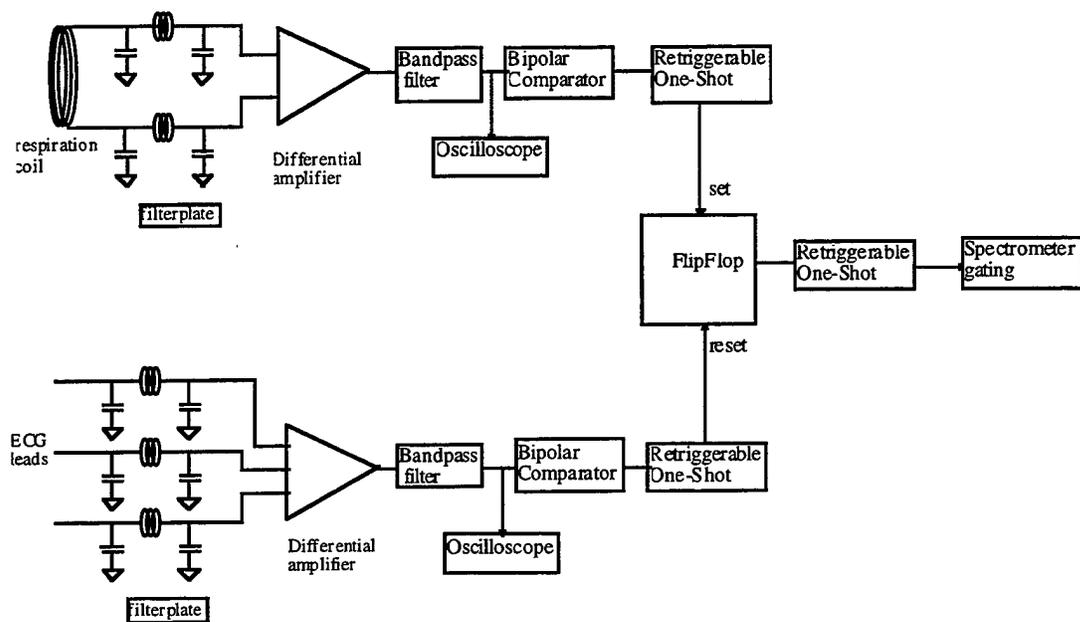 Bandpass
filter
Bipolar
Comparator
Retriggerable
One-Shot
respiration
coil
Differential
amplifier
Oscilloscope
filterplate
set
FlipFlop
Retriggerable
One-Shot
Spectrometer
gating
reset
ECG
leads
Bandpass
filter
Bipolar
Comparator
Retriggerable
One-Shot
Differential
amplifier
Oscilloscope
filterplate